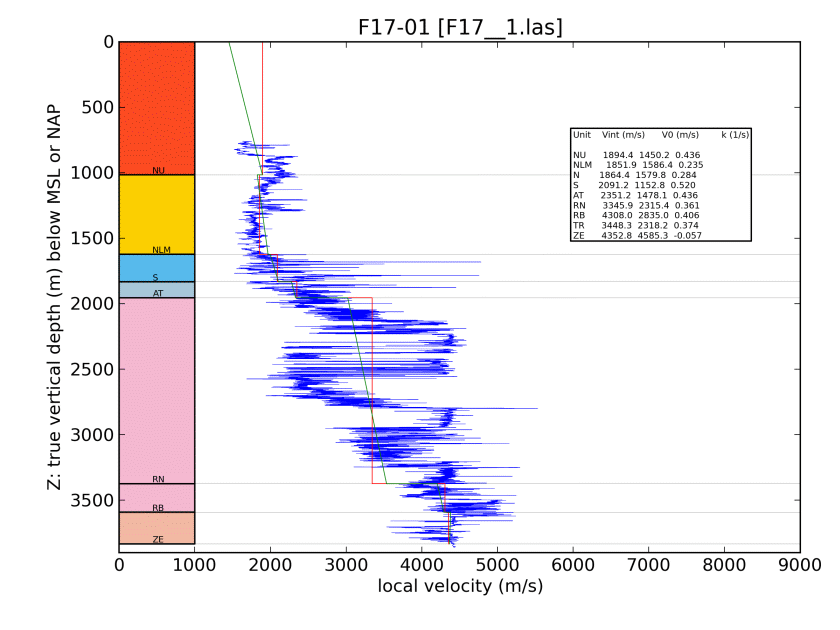 F17-01 [F17__1.las]
0
500
1000
1500
2000
2500
3000
3500
Z: true vertical depth (m) below MSL or NAP
NU
NLM
S
AT
RN
RB
ZE
Unit Vint (m/s) V0 (m/s) k (1/s)
NU 1894.4 1450.2 0.436
NLM 1851.9 1586.4 0.235
N 1864.4 1579.8 0.284
S 2091.2 1152.8 0.520
AT 2351.2 1478.1 0.436
RN 3345.9 2315.4 0.361
RB 4308.0 2835.0 0.406
TR 3448.3 2318.2 0.374
ZE 4352.8 4585.3 -0.057
0 1000 2000 3000 4000 5000 6000 7000 8000 9000
local velocity (m/s)